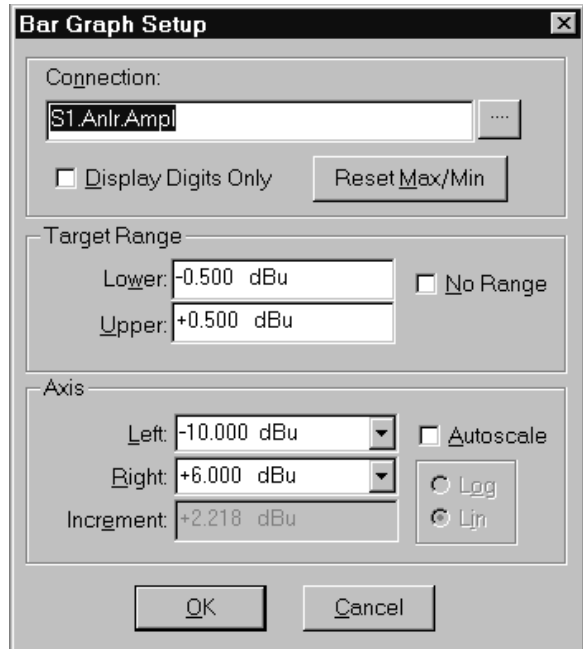 Bar Graph Setup
Connection:
S1.Anlr.Ampl
....
Display Digits Only
Reset Max/Min
Target Range
Lower: -0.500 dBu
No Range
Upper: +0.500 dBu
Axis
Left: -10.000 dBu
Autoscale
Right: +6.000 dBu
Log
Increment: +2.218 dBu
Lin
OK
Cancel